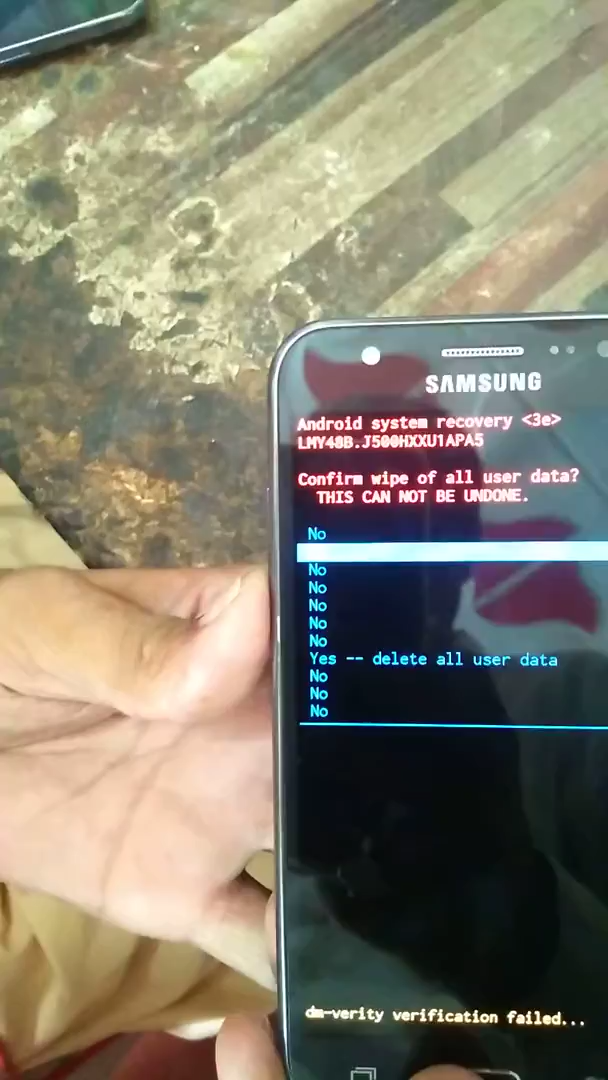 SAMSUNG
Android system recovery <3e>
LMY48B.J500HXXU1APA5
Confirm wipe of all user data?
THIS CAN NOT BE UNDONE.
No
No
No
No
No
No
Yes -- delete all user data
No
No
No
dm-verity verification failed...